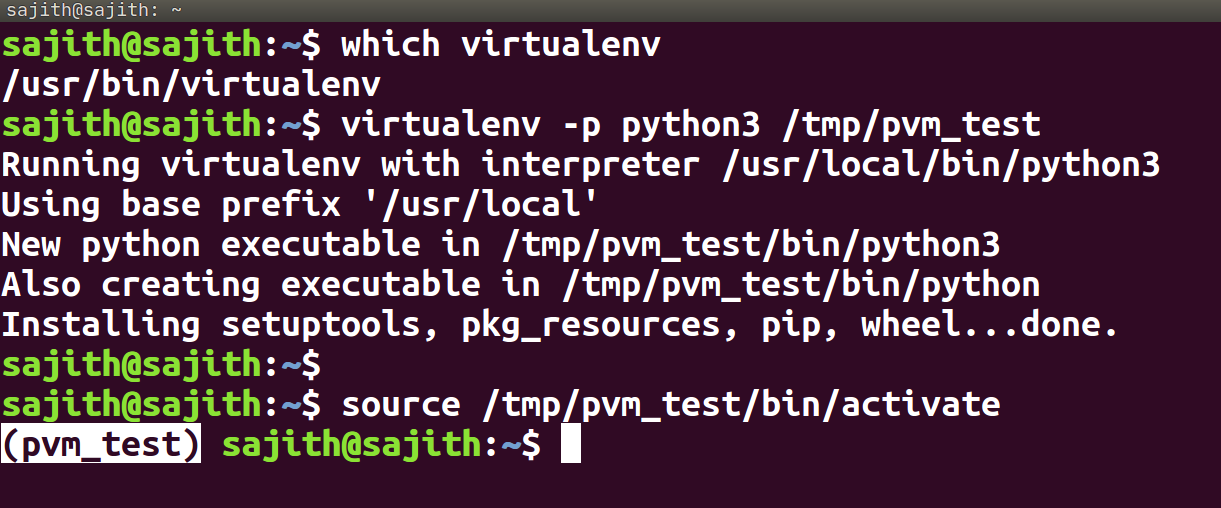 sajith@sajith: ~
sajith@sajith:~$ which virtualenv
/usr/bin/virtualenv
sajith@sajith:~$ virtualenv -p python3 /tmp/pvm_test
Running virtualenv with interpreter /usr/local/bin/python3
Using base prefix '/usr/local'
New python executable in /tmp/pvm_test/bin/python3
Also creating executable in /tmp/pvm_test/bin/python
Installing setuptools, pkg_resources, pip, wheel...done.
sajith@sajith:~$
sajith@sajith:~$ source /tmp/pvm_test/bin/activate
(pvm_test) sajith@sajith:~$